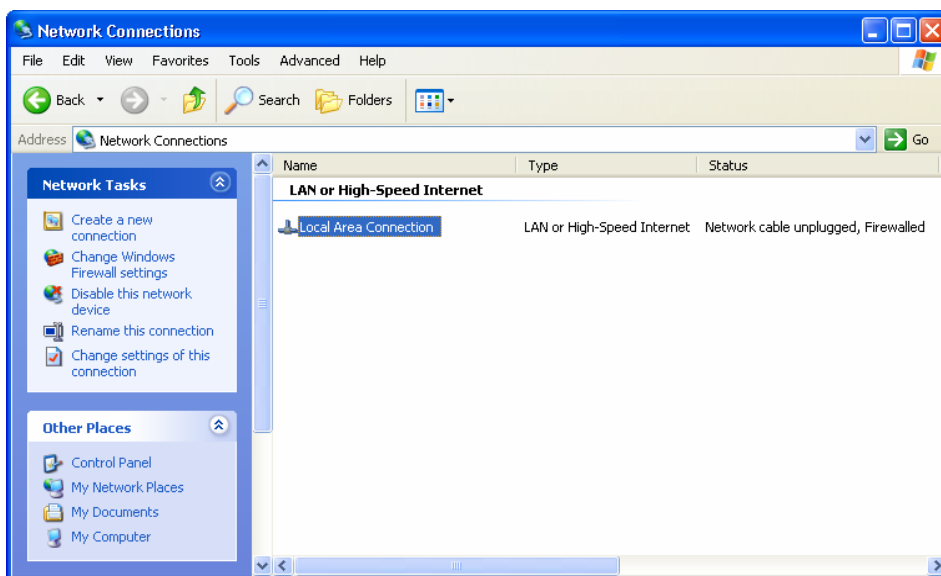 Network Connections
File Edit View Favorites Tools Advanced Help
Back Search Folders
Address Network Connections Go
Network Tasks
Create a new
connection
Change Windows
Firewall settings
Disable this network
device
Rename this connection
Change settings of this
connection
Other Places
Control Panel
My Network Places
My Documents
My Computer
Name Type Status
LAN or High-Speed Internet
Local Area Connection LAN or High-Speed Internet Network cable unplugged, Firewalled